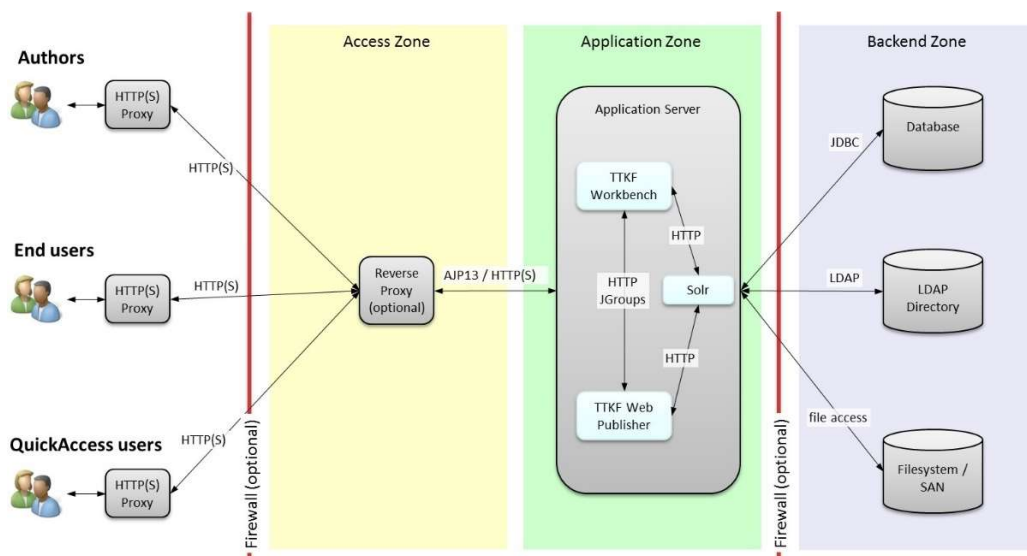 Authors
HTTP(S)
Proxy
HTTP(S)
End users
HTTP(S)
Proxy
HTTP(S)
QuickAccess users
HTTP(S)
Proxy
HTTP(S)
Firewall (optional)
Access Zone
Reverse
Proxy
(optional)
AJP13 / HTTP(S)
Application Zone
Application Server
TTKF
Workbench
HTTP
HTTP
JGroups
Solr
HTTP
TTKF Web
Publisher
Firewall (optional)
Backend Zone
JDBC
Database
LDAP
LDAP
Directory
file access
Filesystem /
SAN